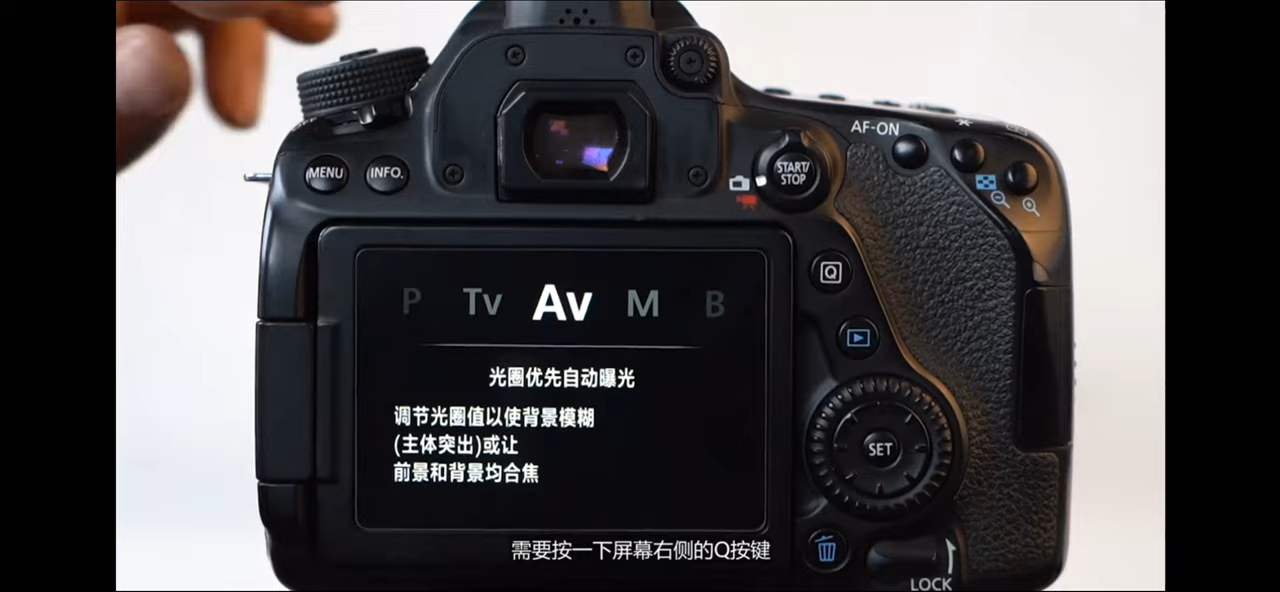 AF-ON
MENU
INFO.
START/
STOP
Q
P Tv Av M B
光圈优先自动曝光
调节光圈值以使背景模糊
(主体突出)或让
前景和背景均合焦
SET
需要按一下屏幕右侧的Q按键
LOCK